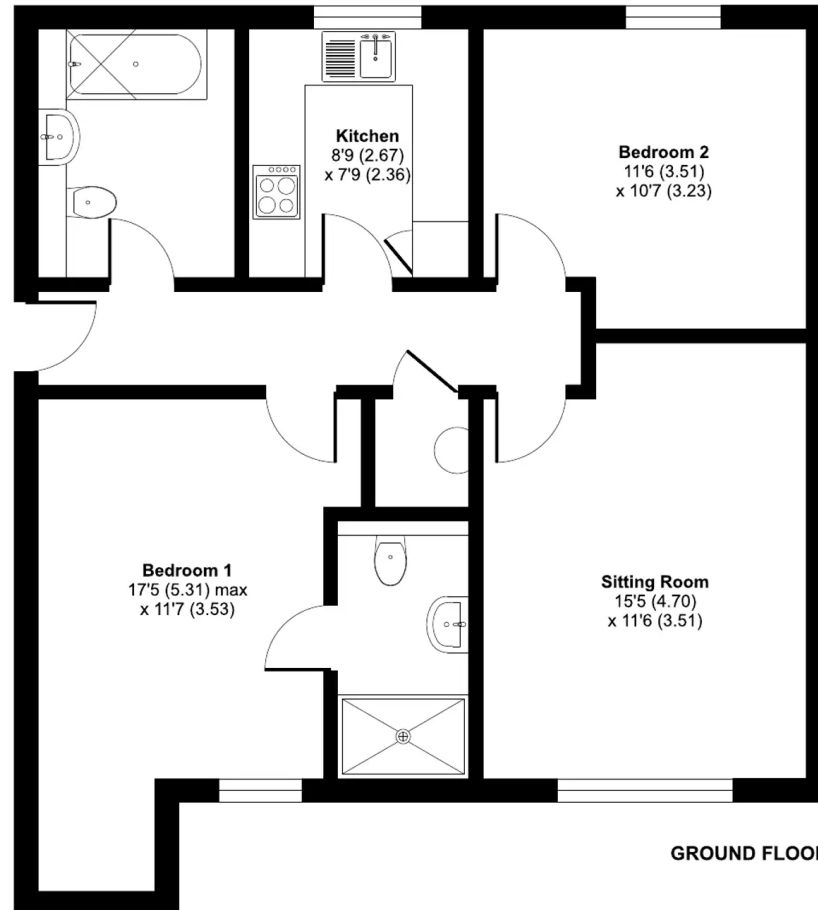 Kitchen
8'9 (2.67)
x 7'9 (2.36)
Bedroom 2
11'6 (3.51)
x 10'7 (3.23)
Bedroom 1
17'5 (5.31) max
x 11'7 (3.53)
Sitting Room
15'5 (4.70)
x 11'6 (3.51)
GROUND FLOOR